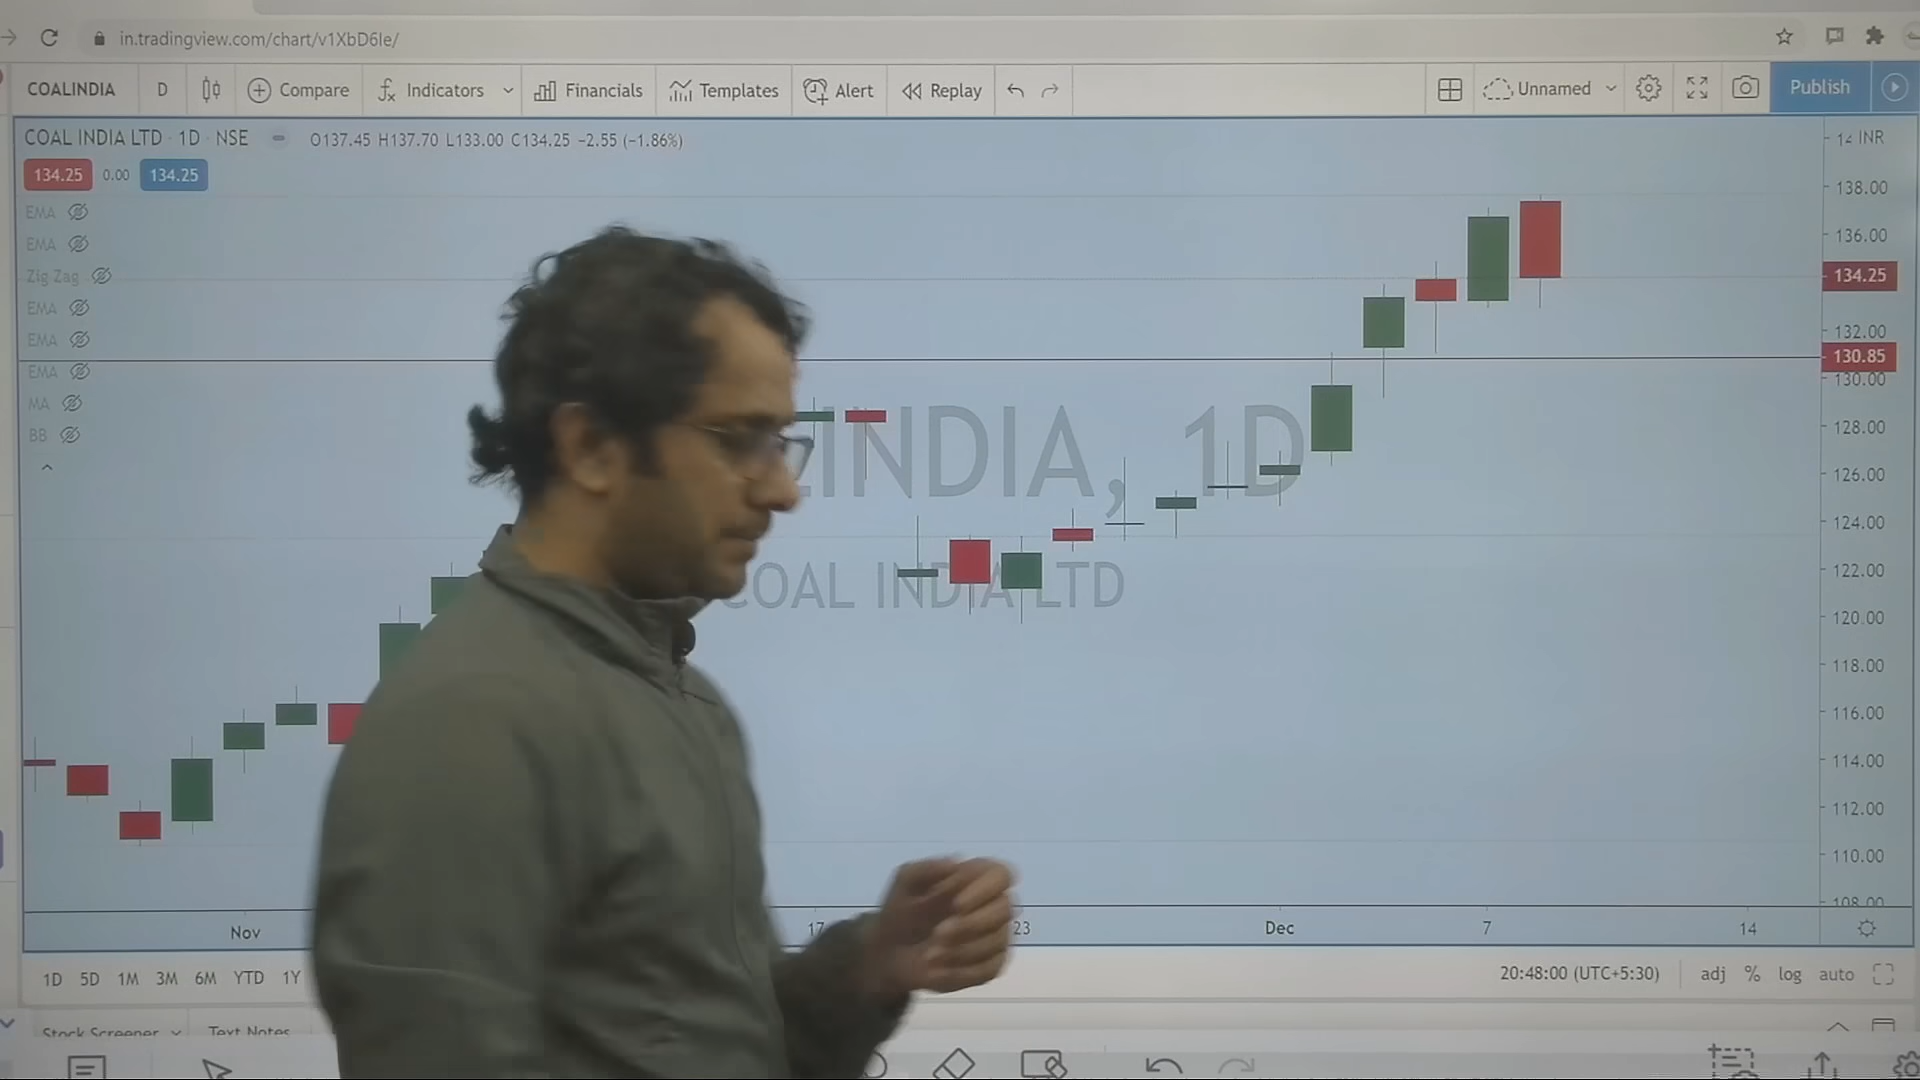 in.tradingview.com/chart/v1XbD6Ie/
COALINDIA D Compare Indicators Financials Templates Alert Replay Unnamed Publish
COAL INDIA LTD · 1D · NSE O137.45 H137.70 L133.00 C134.25 −2.55 (−1.86%)
INR
134.25 0.00 134.25
138.00
EMA
136.00
EMA
Zig Zag
134.25
EMA
132.00
EMA
130.85
EMA
130.00
MA
128.00
BB
INDIA, 1D
126.00
124.00
122.00
COAL INDIA LTD
120.00
118.00
116.00
114.00
112.00
110.00
108.00
Nov 17 23 Dec 7 14
1D 5D 1M 3M 6M YTD 1Y 20:48:00 (UTC+5:30) adj % log auto
Stock Screener Text Notes